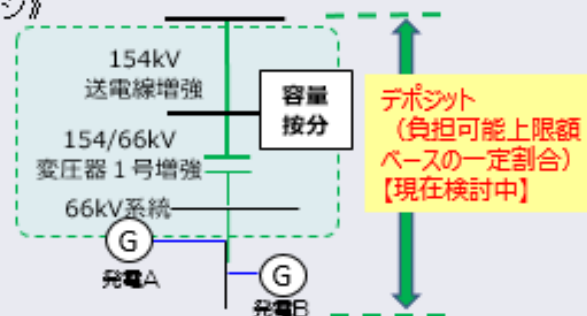 ジ》
154kV
送電線増強
容量
按分
154/66kV
変圧器1号増強
66kV系統
デポジット
（負担可能上限額
ベースの一定割合）
【現在検討中】
G
発電A
G
発電B